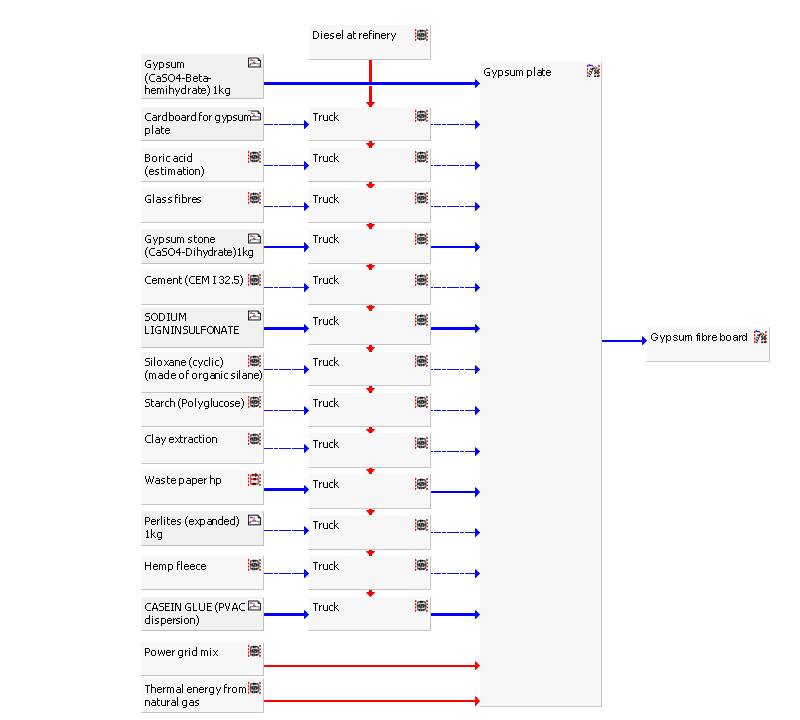 Diesel at refinery
Gypsum
(CaSO4-Beta-
hemihydrate) 1kg
Gypsum plate
Cardboard for gypsum
plate
Truck
Boric acid
(estimation)
Truck
Glass fibres
Truck
Gypsum stone
(CaSO4-Dihydrate)1kg
Truck
Cement (CEM I 32.5)
Truck
SODIUM
LIGNINSULFONATE
Truck
Gypsum fibre board
Siloxane (cyclic)
(made of organic silane)
Truck
Starch (Polyglucose)
Truck
Clay extraction
Truck
Waste paper hp
Truck
Perlites (expanded)
1kg
Truck
Hemp fleece
Truck
CASEIN GLUE (PVAC
dispersion)
Truck
Power grid mix
Thermal energy from
natural gas